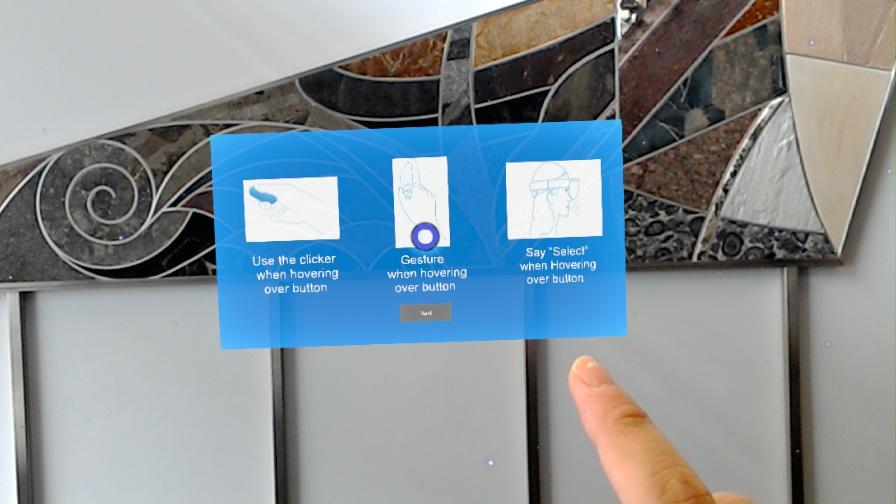 Use the clicker
when hovering
over button
Gesture
when hovering
over button
Say "Select"
when Hovering
over button
Next